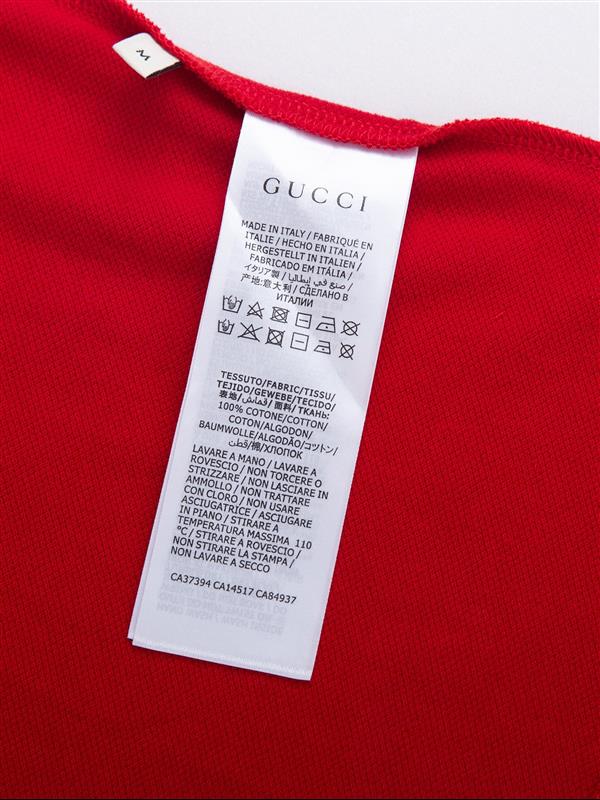 M
GUCCI
MADE IN ITALY / FABRIQUÉ EN
ITALIE / HECHO EN ITALIA /
HERGESTELLT IN ITALIEN /
FABRICADO EM ITÁLIA /
イタリア製 / صنع في إيطاليا /
产地:意大利 / СДЕЛАНО В
ИТАЛИИ
TESSUTO/FABRIC/TISSU/
TEJIDO/GEWEBE/TECIDO/
表地/قماش/ 面料/ ТКАНЬ:
100% COTONE/COTTON/
COTON/ALGODON/
BAUMWOLLE/ALGODÃO/コットン/
قطن/棉/ХЛОПОК
LAVARE A MANO / LAVARE A
ROVESCIO / NON TORCERE O
STRIZZARE / NON LASCIARE IN
AMMOLLO / NON TRATTARE
CON CLORO / NON USARE
ASCIUGATRICE / ASCIUGARE
IN PIANO / STIRARE A
TEMPERATURA MASSIMA 110
°C / STIRARE A ROVESCIO /
NON STIRARE LA STAMPA /
NON LAVARE A SECCO
CA37394 CA14517 CA84937